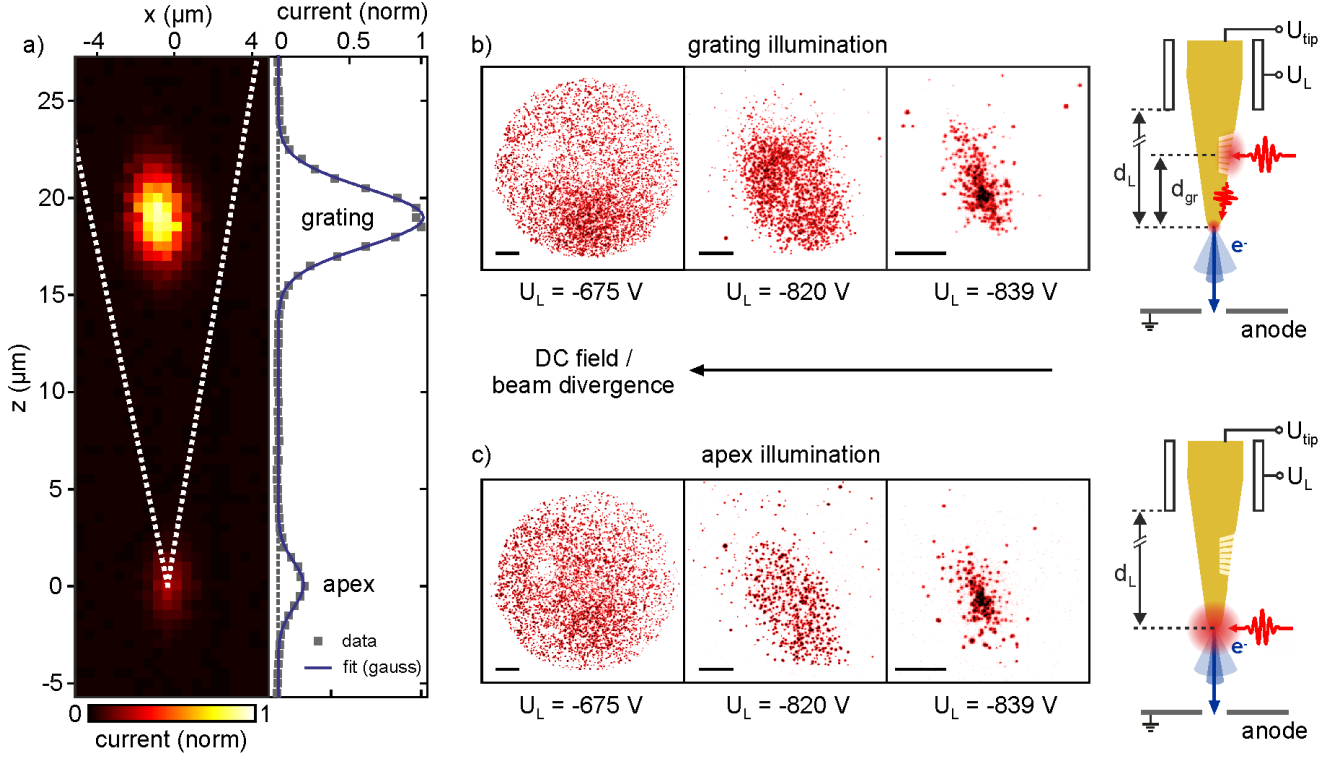 a)
x (µm)
-4 0 4
current (norm)
0 0.5 1
z (µm)
25
20
15
10
5
0
-5
grating
apex
data
fit (gauss)
0 1
current (norm)
b)
grating illumination
U_L = -675 V
U_L = -820 V
U_L = -839 V
DC field /
beam divergence
c)
apex illumination
U_L = -675 V
U_L = -820 V
U_L = -839 V
U_tip
U_L
d_L
d_gr
e-
anode
U_tip
U_L
d_L
e-
anode